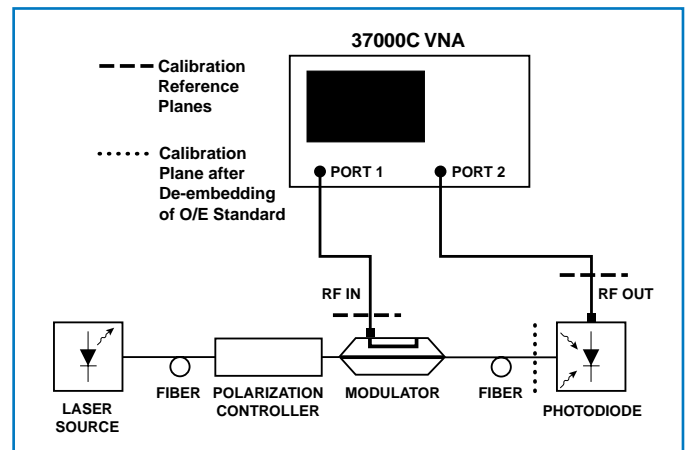 37000C VNA
Calibration
Reference
Planes
Calibration
Plane after
De-embedding
of O/E Standard
PORT 1
PORT 2
RF IN
RF OUT
FIBER
POLARIZATION
CONTROLLER
MODULATOR
FIBER
LASER
SOURCE
PHOTODIODE